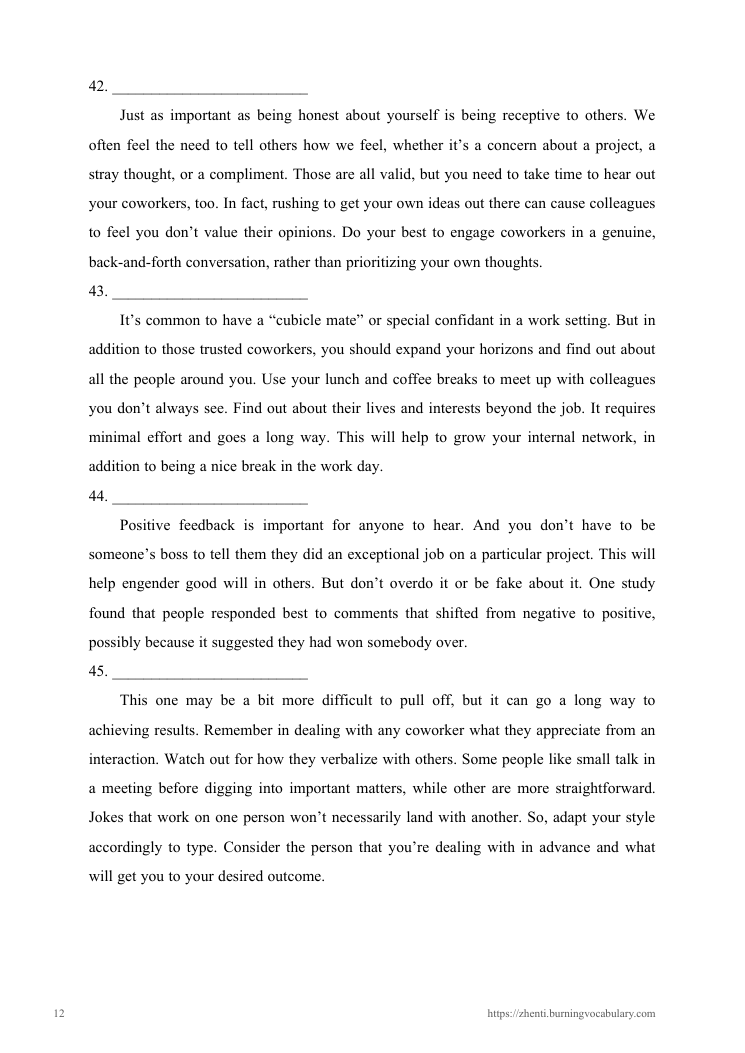 42. _________________________
Just as important as being honest about yourself is being receptive to others. We
often feel the need to tell others how we feel, whether it’s a concern about a project, a
stray thought, or a compliment. Those are all valid, but you need to take time to hear out
your coworkers, too. In fact, rushing to get your own ideas out there can cause colleagues
to feel you don’t value their opinions. Do your best to engage coworkers in a genuine,
back-and-forth conversation, rather than prioritizing your own thoughts.
43. _________________________
It’s common to have a “cubicle mate” or special confidant in a work setting. But in
addition to those trusted coworkers, you should expand your horizons and find out about
all the people around you. Use your lunch and coffee breaks to meet up with colleagues
you don’t always see. Find out about their lives and interests beyond the job. It requires
minimal effort and goes a long way. This will help to grow your internal network, in
addition to being a nice break in the work day.
44. _________________________
Positive feedback is important for anyone to hear. And you don’t have to be
someone’s boss to tell them they did an exceptional job on a particular project. This will
help engender good will in others. But don’t overdo it or be fake about it. One study
found that people responded best to comments that shifted from negative to positive,
possibly because it suggested they had won somebody over.
45. _________________________
This one may be a bit more difficult to pull off, but it can go a long way to
achieving results. Remember in dealing with any coworker what they appreciate from an
interaction. Watch out for how they verbalize with others. Some people like small talk in
a meeting before digging into important matters, while other are more straightforward.
Jokes that work on one person won’t necessarily land with another. So, adapt your style
accordingly to type. Consider the person that you’re dealing with in advance and what
will get you to your desired outcome.
12
https://zhenti.burningvocabulary.com